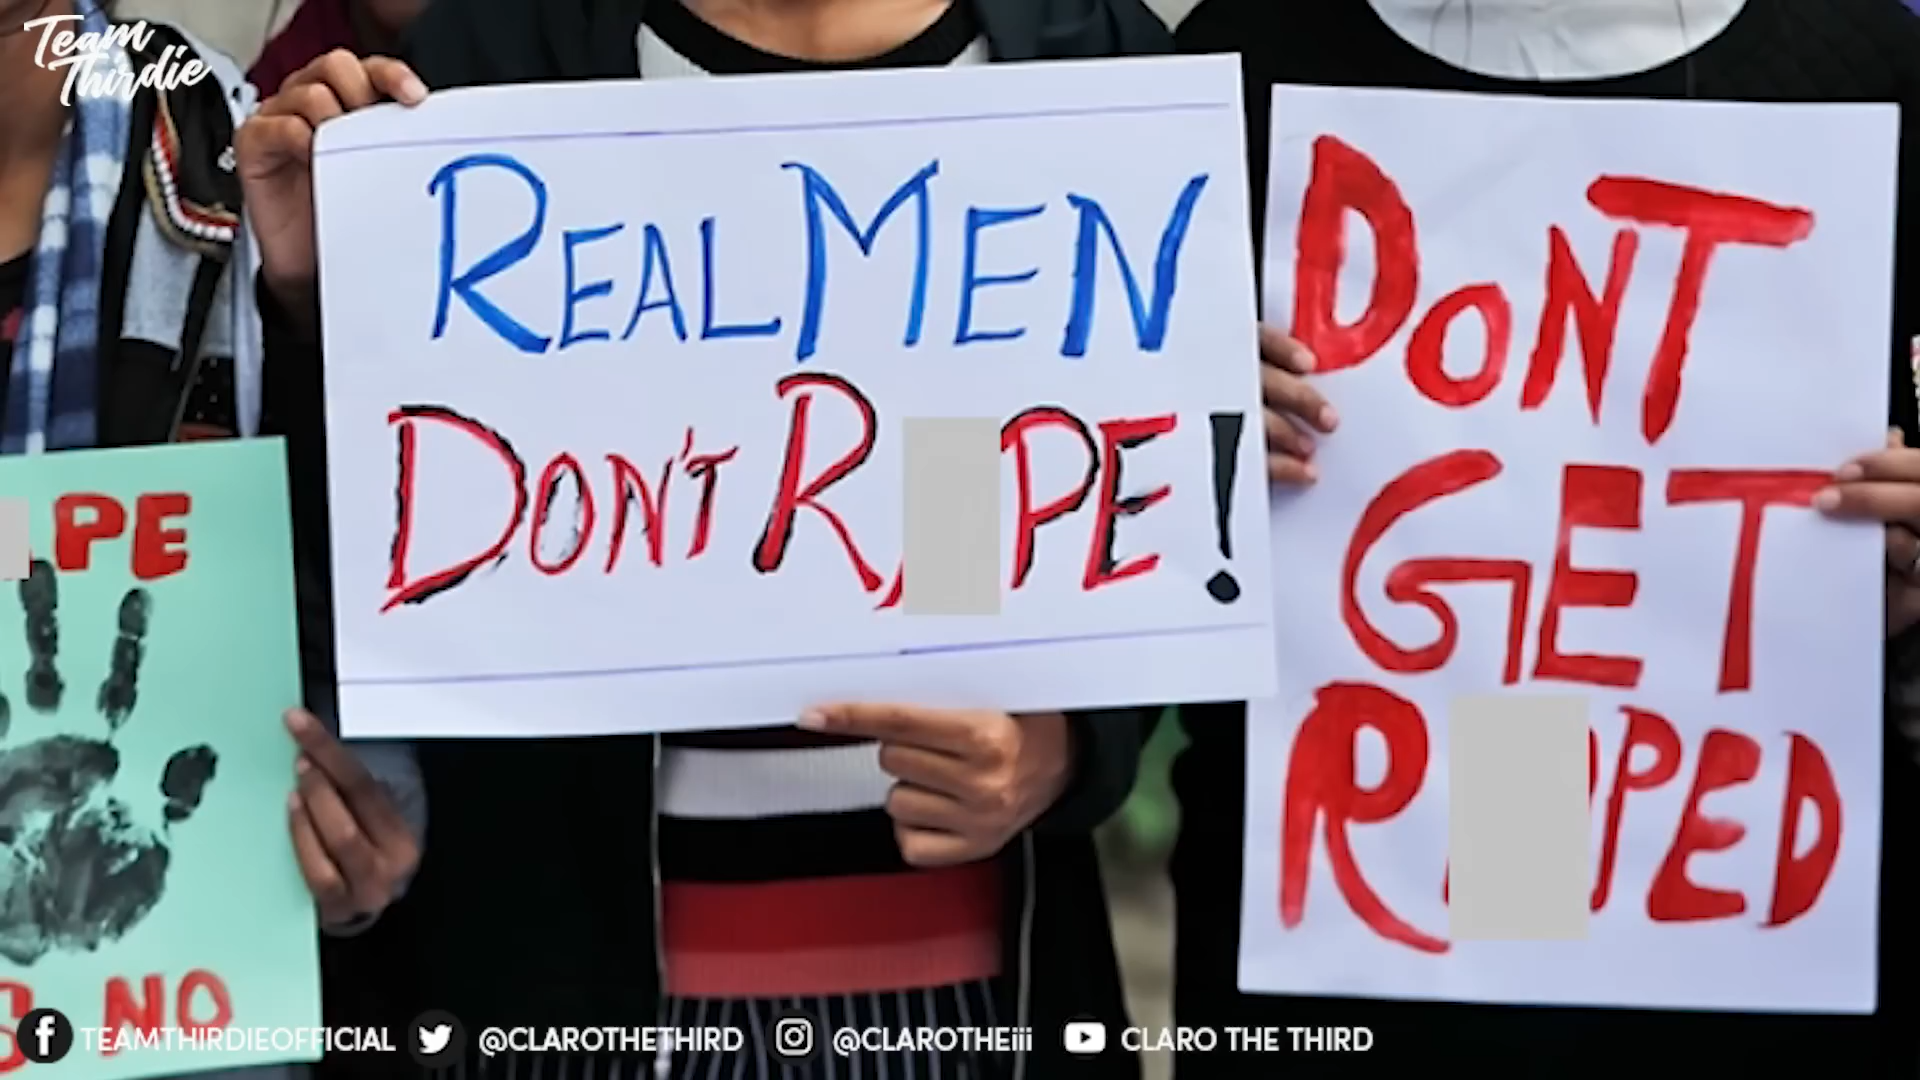 Team
Thirdie
REAL MEN
DON'T R PE!
DONT
GET
R PED
PE
NO
TEAMTHIRDIEOFFICIAL @CLAROTHETHIRD @CLAROTHEiii CLARO THE THIRD